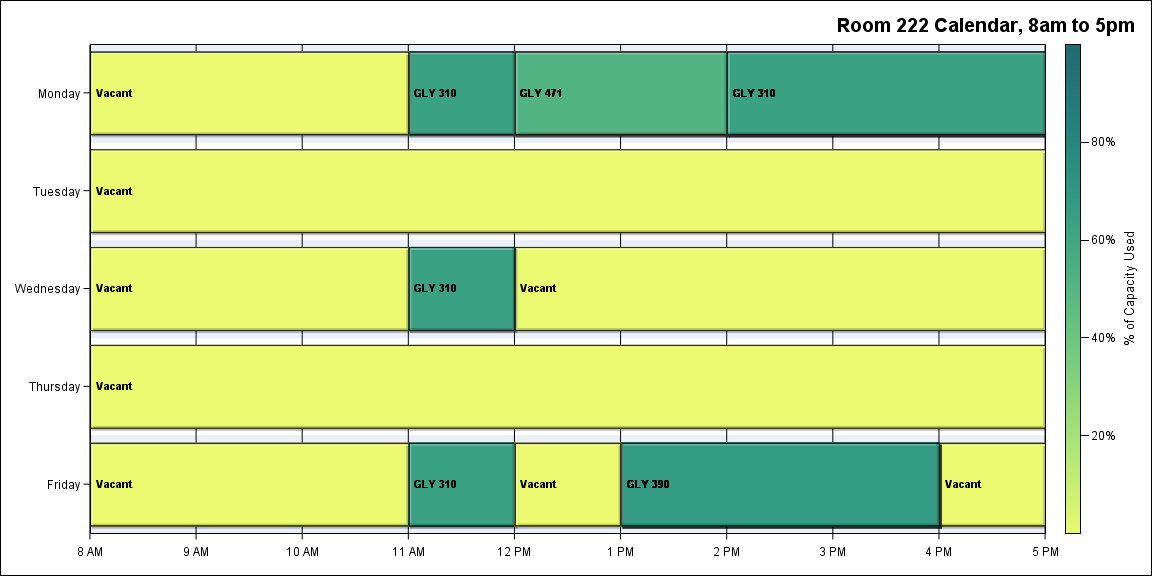 Room 222 Calendar, 8am to 5pm
Monday
Vacant
GLY 310
GLY 471
GLY 310
Tuesday
Vacant
Wednesday
Vacant
GLY 310
Vacant
Thursday
Vacant
Friday
Vacant
GLY 310
Vacant
GLY 390
Vacant
8 AM
9 AM
10 AM
11 AM
12 PM
1 PM
2 PM
3 PM
4 PM
5 PM
80%
60%
40%
20%
% of Capacity Used